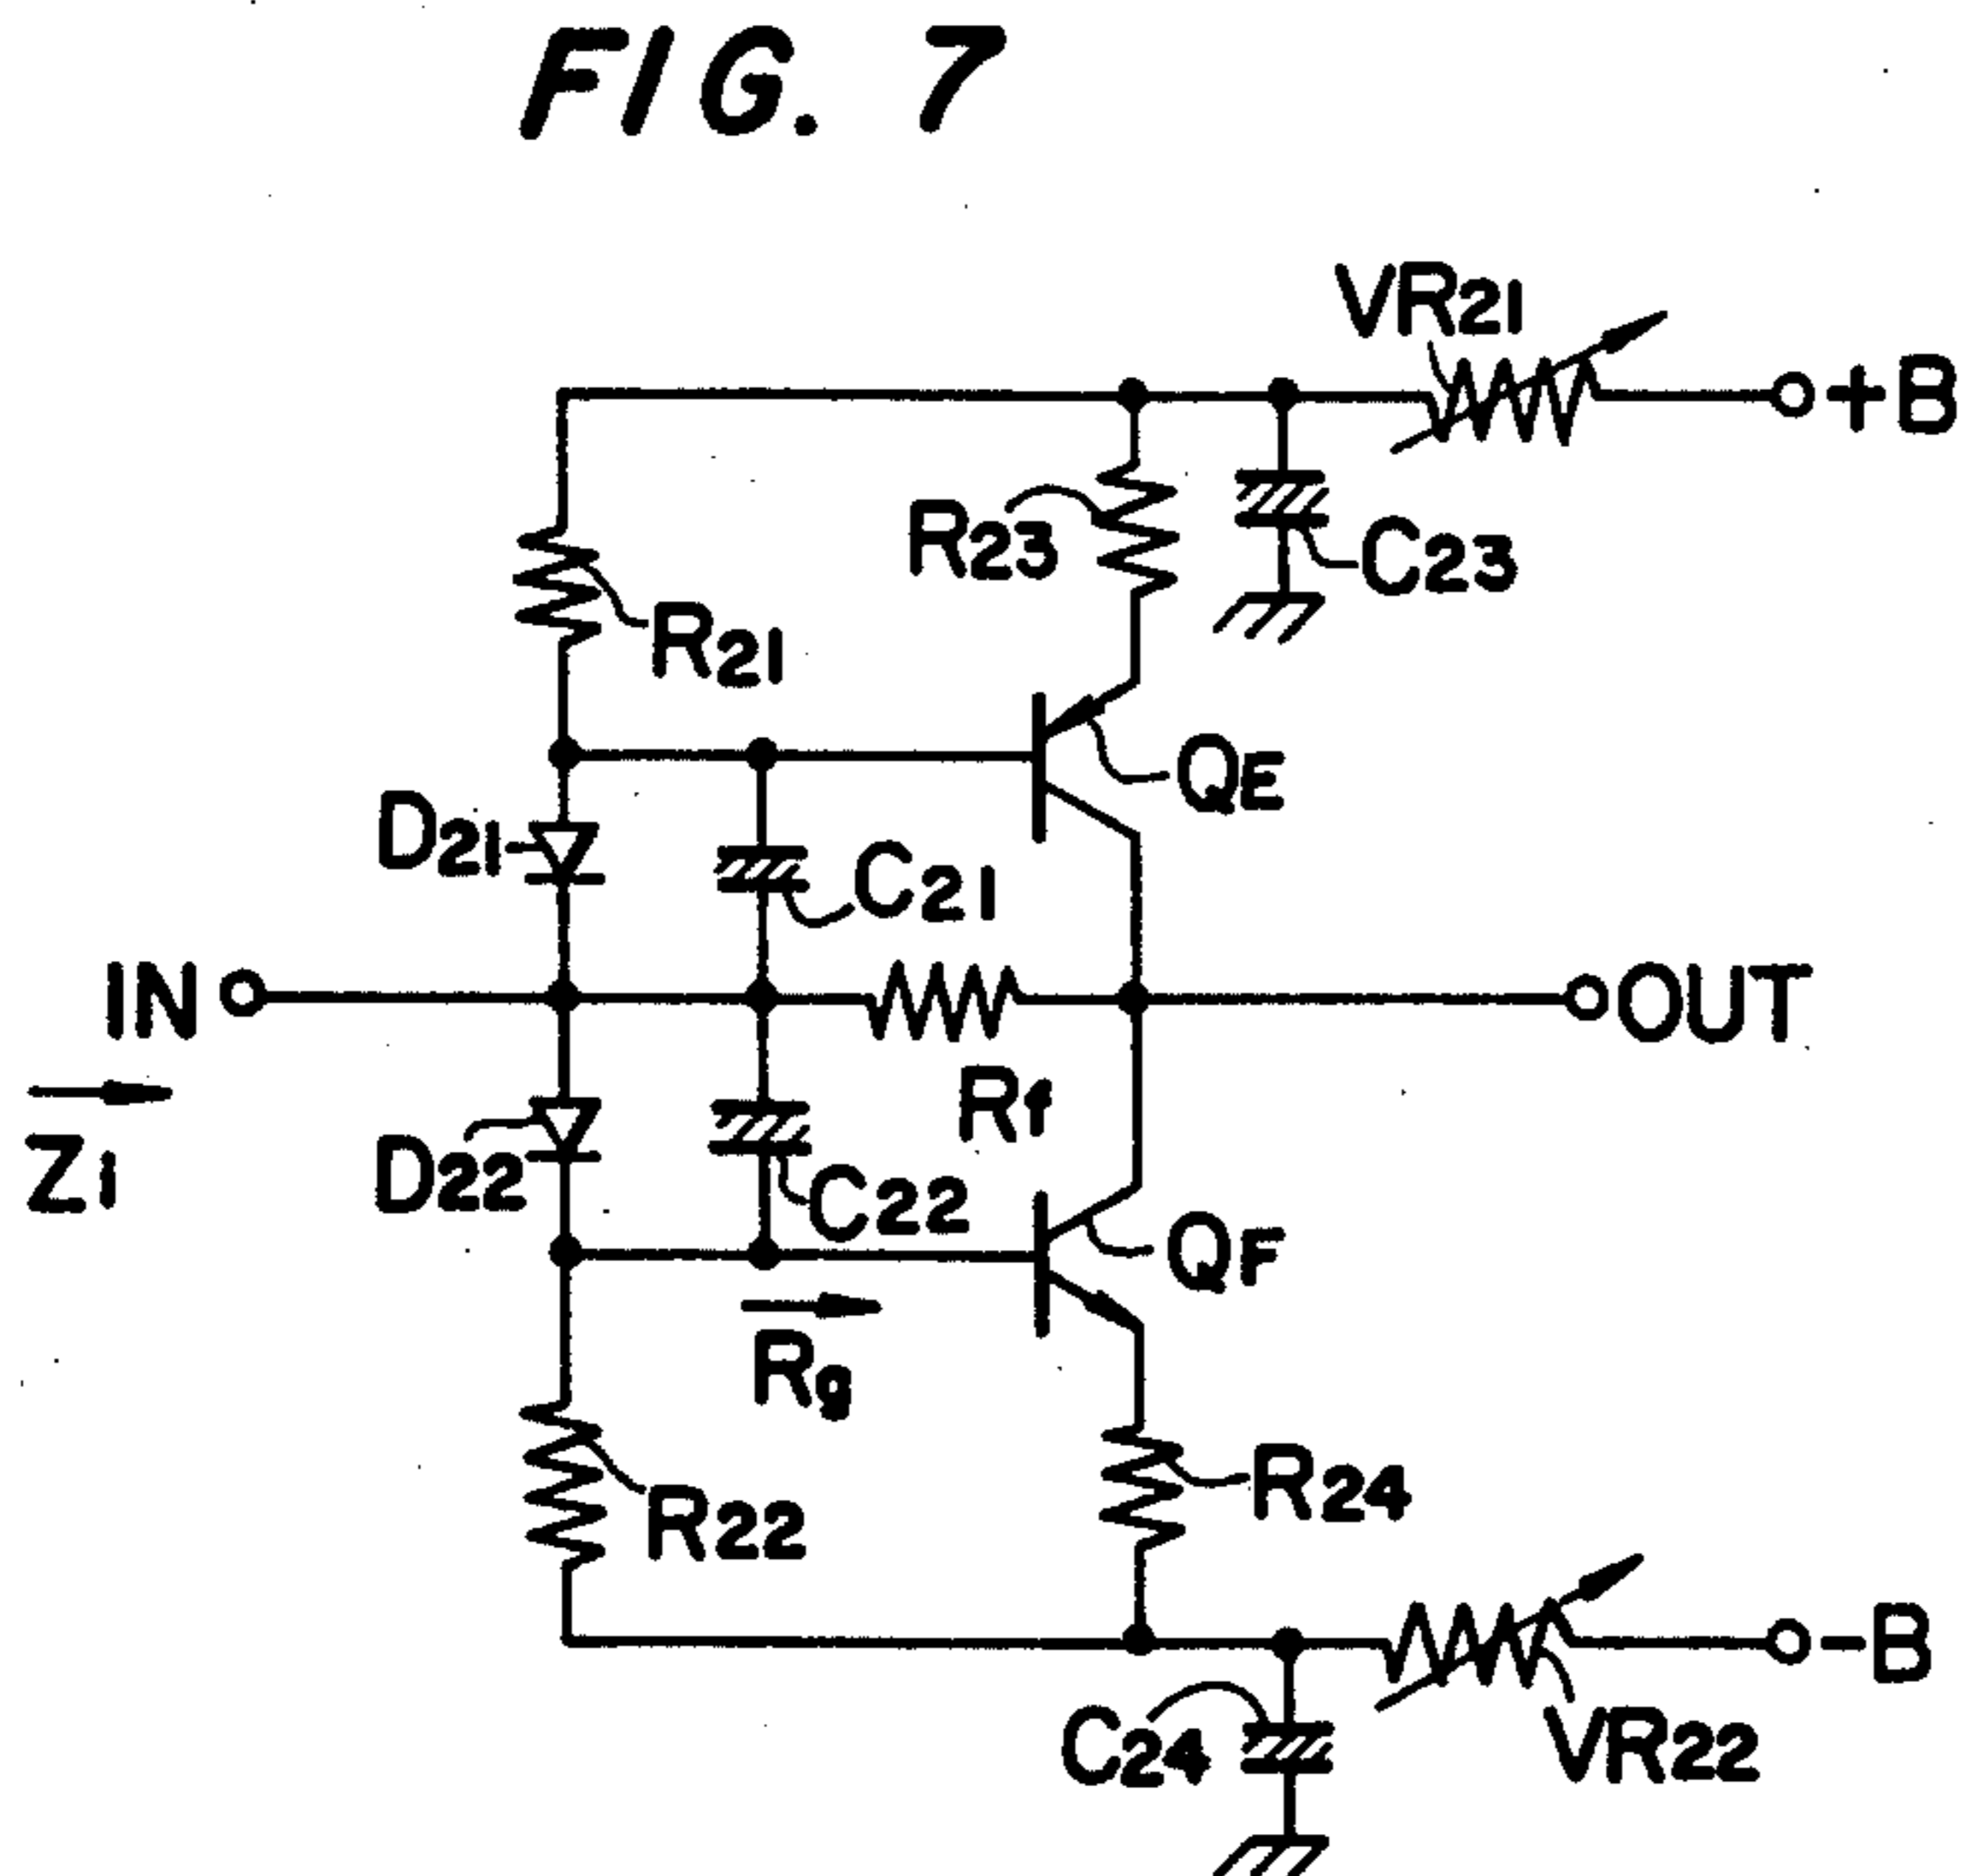 FIG. 7
VR21
+B
R23
C23
R21
QE
D21
C21
IN
OUT
Rf
Zi
D22
C22
QF
Rg
R24
R22
-B
C24
VR22